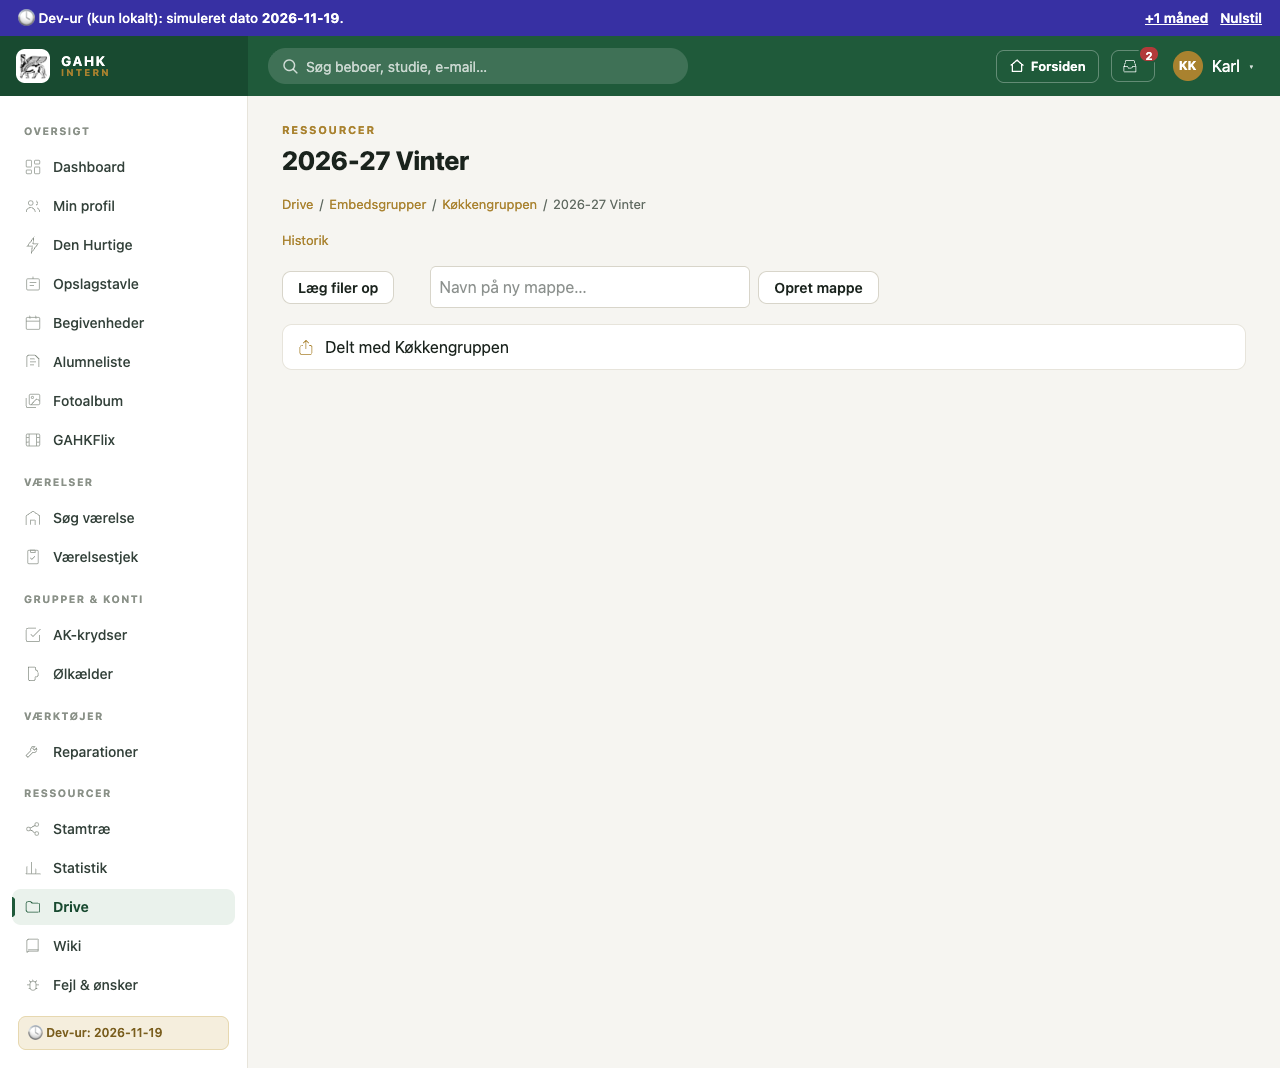 Dev-ur (kun lokalt): simuleret dato 2026-11-19.
+1 måned Nulstil
GAHK
INTERN
Søg beboer, studie, e-mail...
Forsiden
2
KK
Karl
OVERSIGT
Dashboard
Min profil
Den Hurtige
Opslagstavle
Begivenheder
Alumneliste
Fotoalbum
GAHKFlix
VÆRELSER
Søg værelse
Værelsestjek
GRUPPER & KONTI
AK-krydser
Ølkælder
VÆRKTØJER
Reparationer
RESSOURCER
Stamtræ
Statistik
Drive
Wiki
Fejl & ønsker
Dev-ur: 2026-11-19
RESSOURCER
2026-27 Vinter
Drive / Embedsgrupper / Køkkengruppen / 2026-27 Vinter
Historik
Læg filer op
Navn på ny mappe...
Opret mappe
Delt med Køkkengruppen